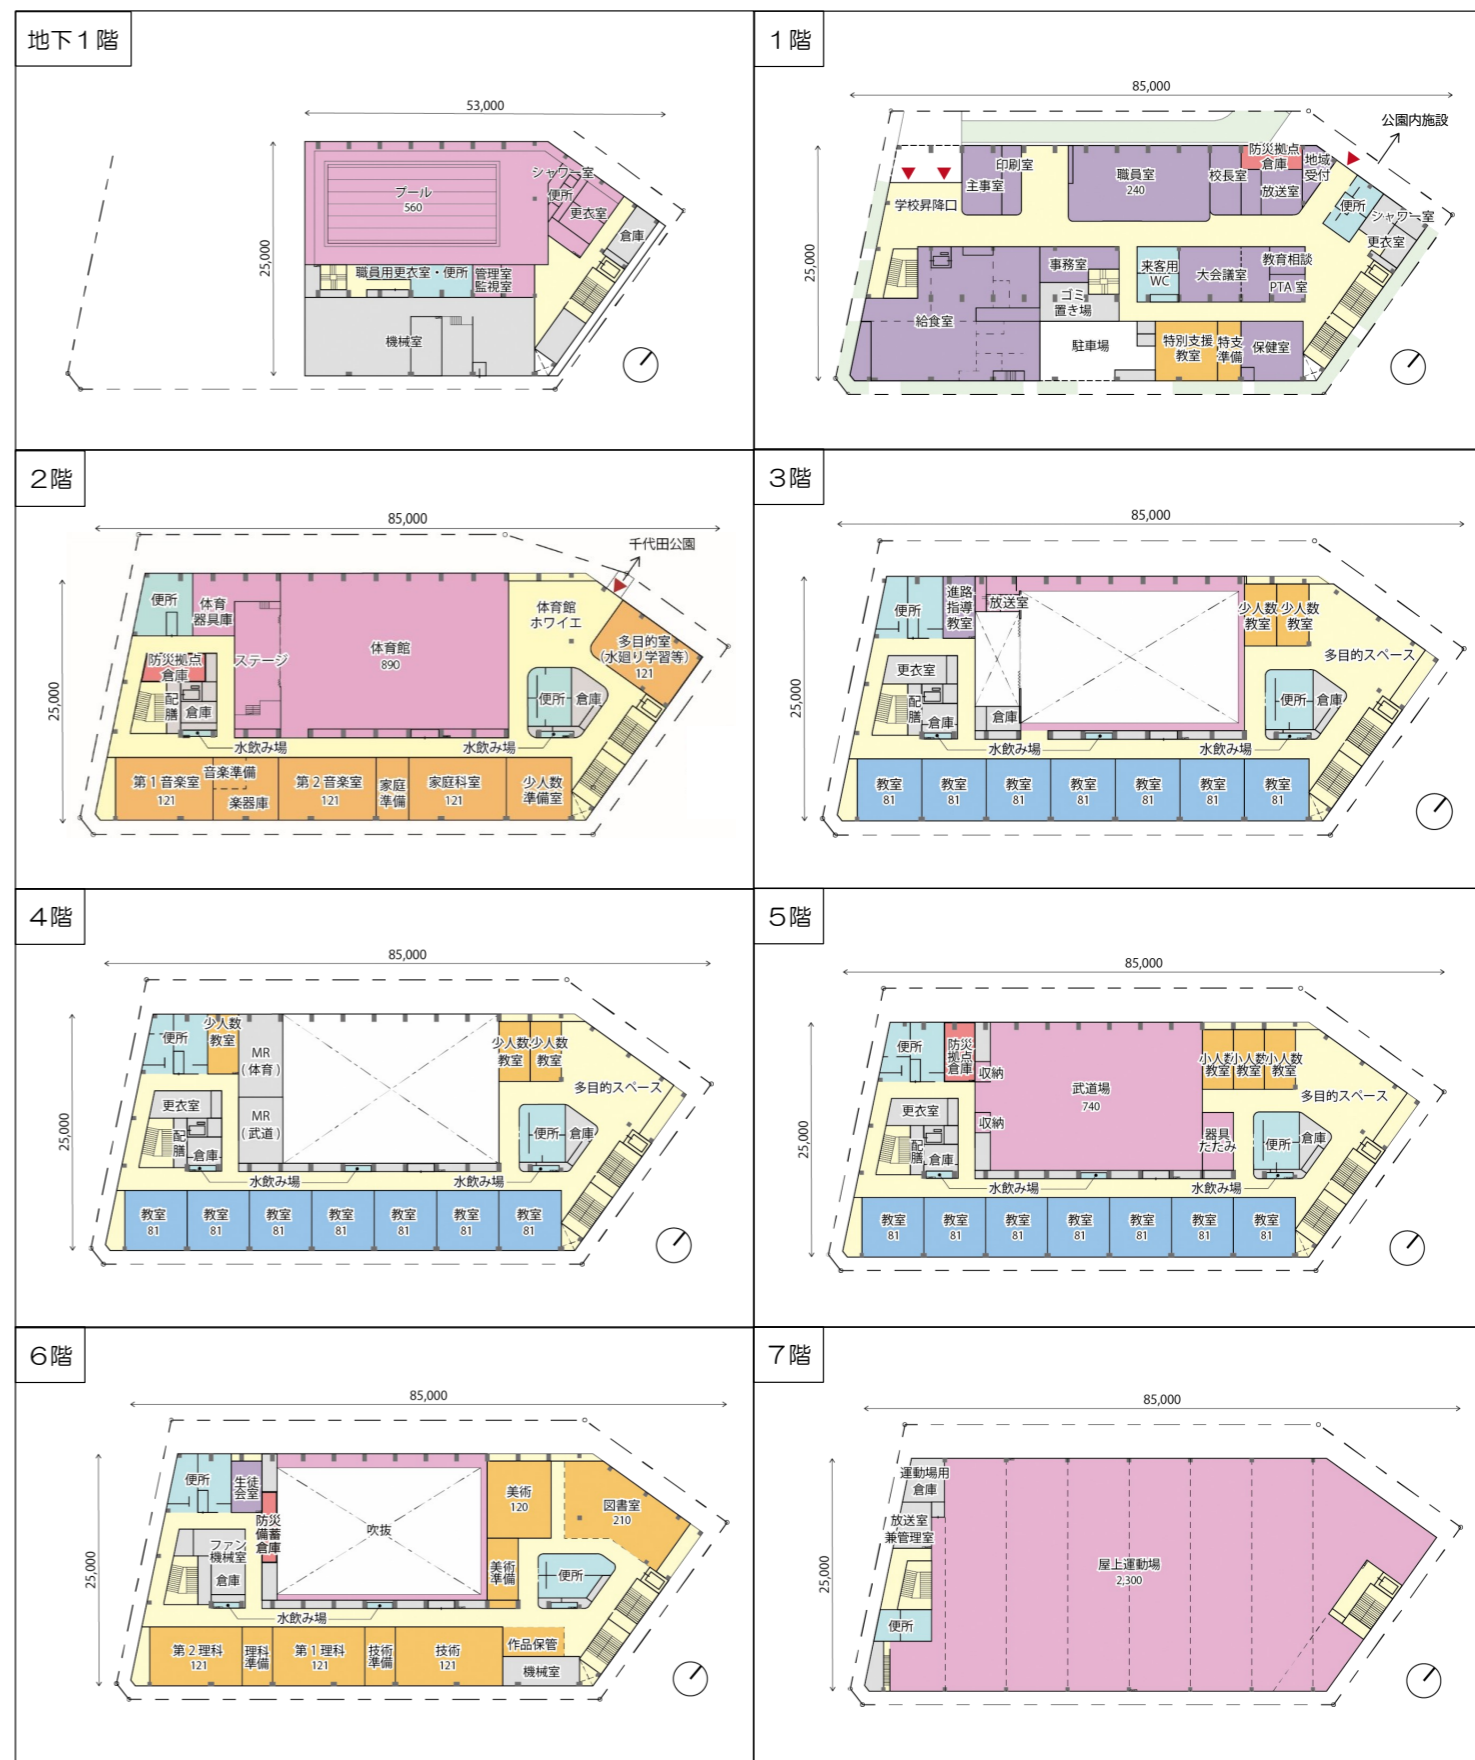 地下1階
53,000
25,000
プール
560
シャワー室
便所
更衣室
倉庫
職員用更衣室・便所
管理室
監視室
機械室
1階
85,000
25,000
公園内施設
学校昇降口
主事室
印刷室
職員室
240
校長室
防災拠点
倉庫
放送室
地域
受付
便所
シャワー室
更衣室
事務室
ゴミ
置き場
来客用
WC
大会議室
教育相談
PTA室
給食室
駐車場
特別支援
教室
特支
準備
保健室
2階
85,000
25,000
千代田公園
便所
体育
器具庫
ステージ
体育館
890
体育館
ホワイエ
多目的室
(水廻り学習等)
121
防災拠点
倉庫
配
膳
倉庫
便所
倉庫
水飲み場
水飲み場
第1音楽室
121
音楽準備
楽器庫
第2音楽室
121
家庭
準備
家庭科室
121
少人数
準備室
3階
85,000
25,000
便所
進路
指導
教室
放送室
少人数
教室
少人数
教室
多目的スペース
更衣室
配
膳
倉庫
倉庫
便所
倉庫
水飲み場
水飲み場
教室
81
教室
81
教室
81
教室
81
教室
81
教室
81
教室
81
4階
85,000
25,000
便所
少人数
教室
MR
(体育)
MR
(武道)
少人数
教室
少人数
教室
多目的スペース
更衣室
配
膳
倉庫
便所
倉庫
水飲み場
水飲み場
教室
81
教室
81
教室
81
教室
81
教室
81
教室
81
教室
81
5階
85,000
25,000
便所
防災
拠点
倉庫
収納
収納
武道場
740
小人数
教室
小人数
教室
小人数
教室
多目的スペース
更衣室
配
膳
倉庫
器具
たたみ
便所
倉庫
水飲み場
水飲み場
教室
81
教室
81
教室
81
教室
81
教室
81
教室
81
教室
81
6階
85,000
25,000
便所
生徒
会室
防災
備蓄
倉庫
吹抜
美術
120
図書室
210
ファン
機械室
倉庫
美術
準備
便所
水飲み場
第2理科
121
理科
準備
第1理科
121
技術
準備
技術
121
作品保管
機械室
7階
85,000
25,000
運動場用
倉庫
放送室
兼管理室
便所
屋上運動場
2,300